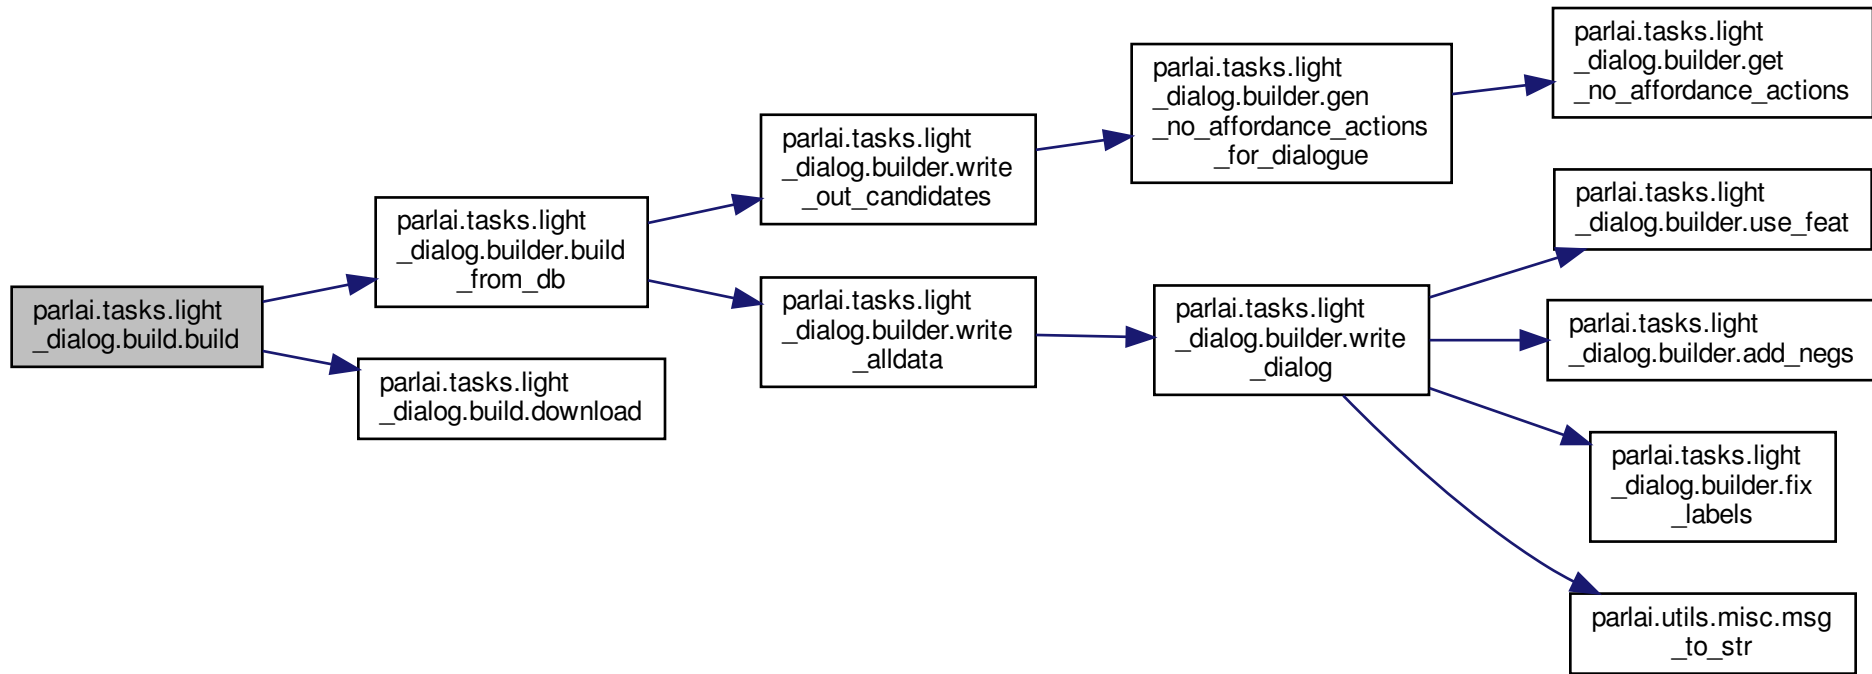 parlai.tasks.light
_dialog.build.build
parlai.tasks.light
_dialog.builder.build
_from_db
parlai.tasks.light
_dialog.build.download
parlai.tasks.light
_dialog.builder.write
_out_candidates
parlai.tasks.light
_dialog.builder.write
_alldata
parlai.tasks.light
_dialog.builder.gen
_no_affordance_actions
_for_dialogue
parlai.tasks.light
_dialog.builder.write
_dialog
parlai.tasks.light
_dialog.builder.get
_no_affordance_actions
parlai.tasks.light
_dialog.builder.use_feat
parlai.tasks.light
_dialog.builder.add_negs
parlai.tasks.light
_dialog.builder.fix
_labels
parlai.utils.misc.msg
_to_str